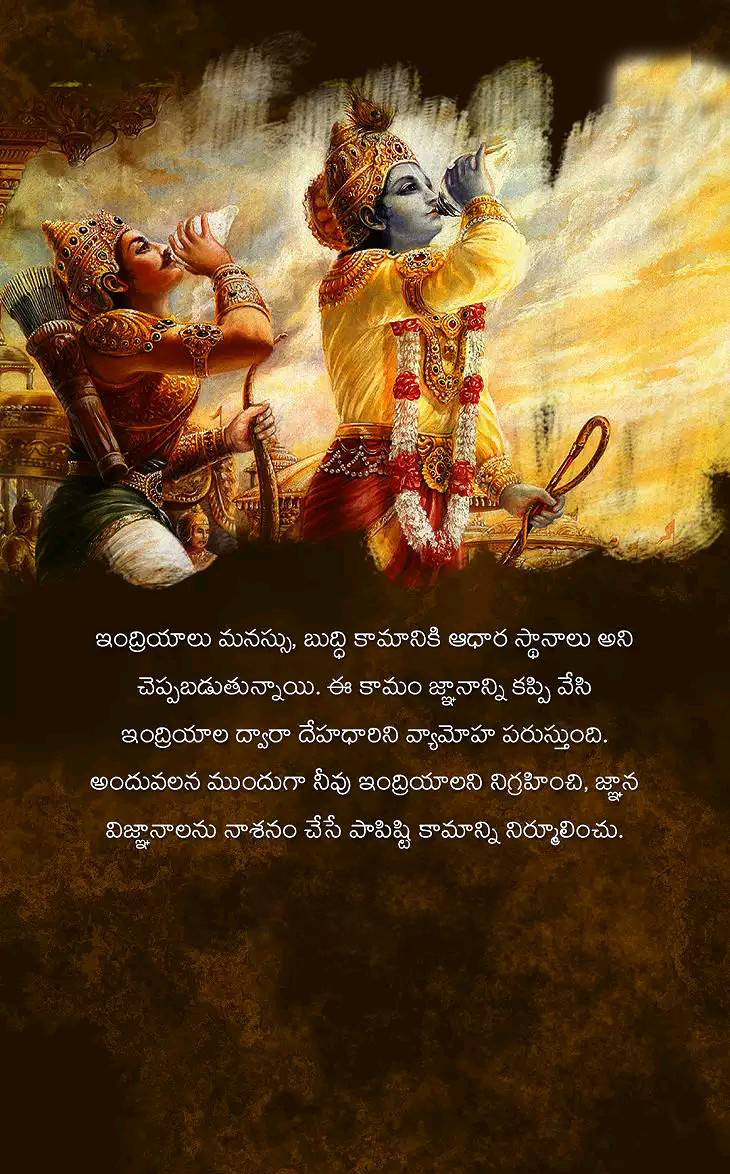 ఇంద్రియాలు మనస్సు, బుద్ధి కామానికి ఆధార స్థానాలు అని
చెప్పబడుతున్నాయి. ఈ కామం జ్ఞానాన్ని కప్పి వేసి
ఇంద్రియాల ద్వారా దేహధారిని వ్యామోహ పరుస్తుంది.
అందువలన ముందుగా నీవు ఇంద్రియాలని నిగ్రహించి, జ్ఞాన
విజ్ఞానాలను నాశనం చేసే పాపిష్టి కామాన్ని నిర్మూలించు.